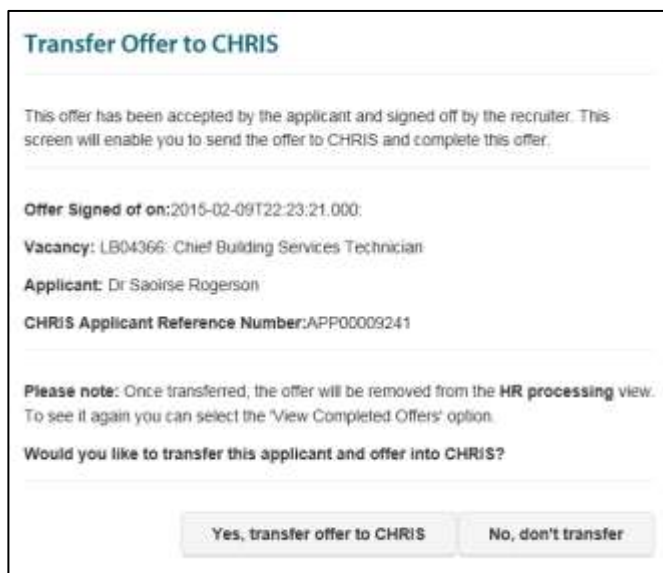 Transfer Offer to CHRIS
This offer has been accepted by the applicant and signed off by the recruiter. This
screen will enable you to send the offer to CHRIS and complete this offer.
Offer Signed of on:2015-02-09T22:23:21.000:
Vacancy: LB04366: Chief Building Services Technician
Applicant: Dr Saoirse Rogerson
CHRIS Applicant Reference Number:APP00009241
Please note: Once transferred, the offer will be removed from the HR processing view.
To see it again you can select the 'View Completed Offers' option.
Would you like to transfer this applicant and offer into CHRIS?
Yes, transfer offer to CHRIS No, don't transfer